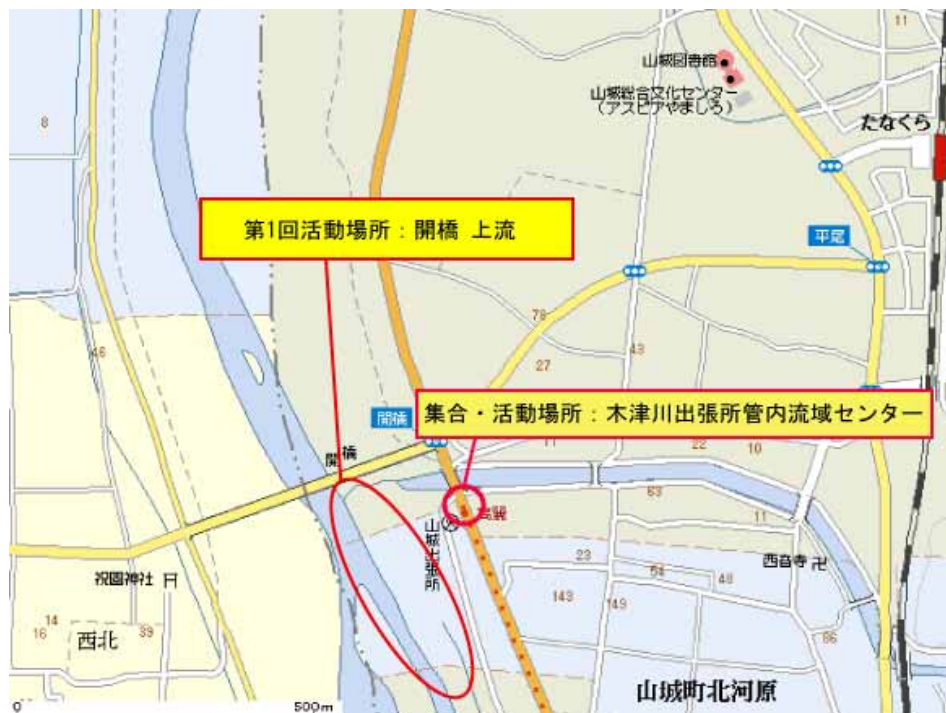 11
山城図書館
山城総合文化センター
(アスピアやましろ)
たなくら
8
第1回活動場所：開橋 上流
平尾
78
46
43
27
集合・活動場所：木津川出張所管内流域センター
開橋
開橋
11
22
10
63
11
山城出張所
西音寺
祝園神社
23
54
48
143
149
14
16
39
86
西北
山城町北河原
0
500m